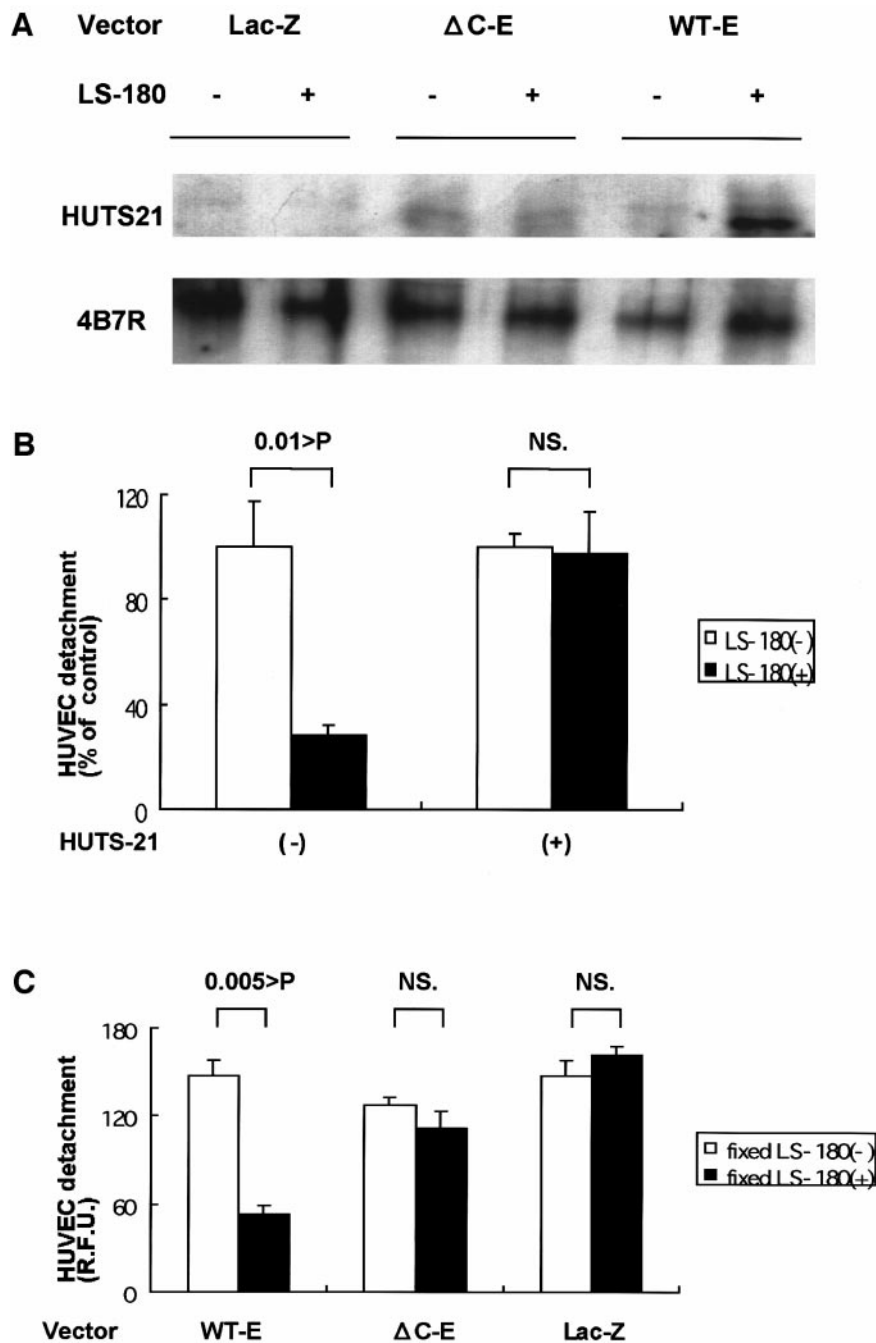 A Vector Lac-Z Δ C-E WT-E
LS-180 - + - + - +
HUTS21
4B7R
B 0.01>P NS.
120
80
40
0
HUVEC detachment
(% of control)
LS-180(-)
LS-180(+)
HUTS-21 (-) (+)
C 0.005>P NS. NS.
180
120
60
0
HUVEC detachment
(R.F.U.)
fixed LS-180(-)
fixed LS-180(+)
Vector WT-E Δ C-E Lac-Z